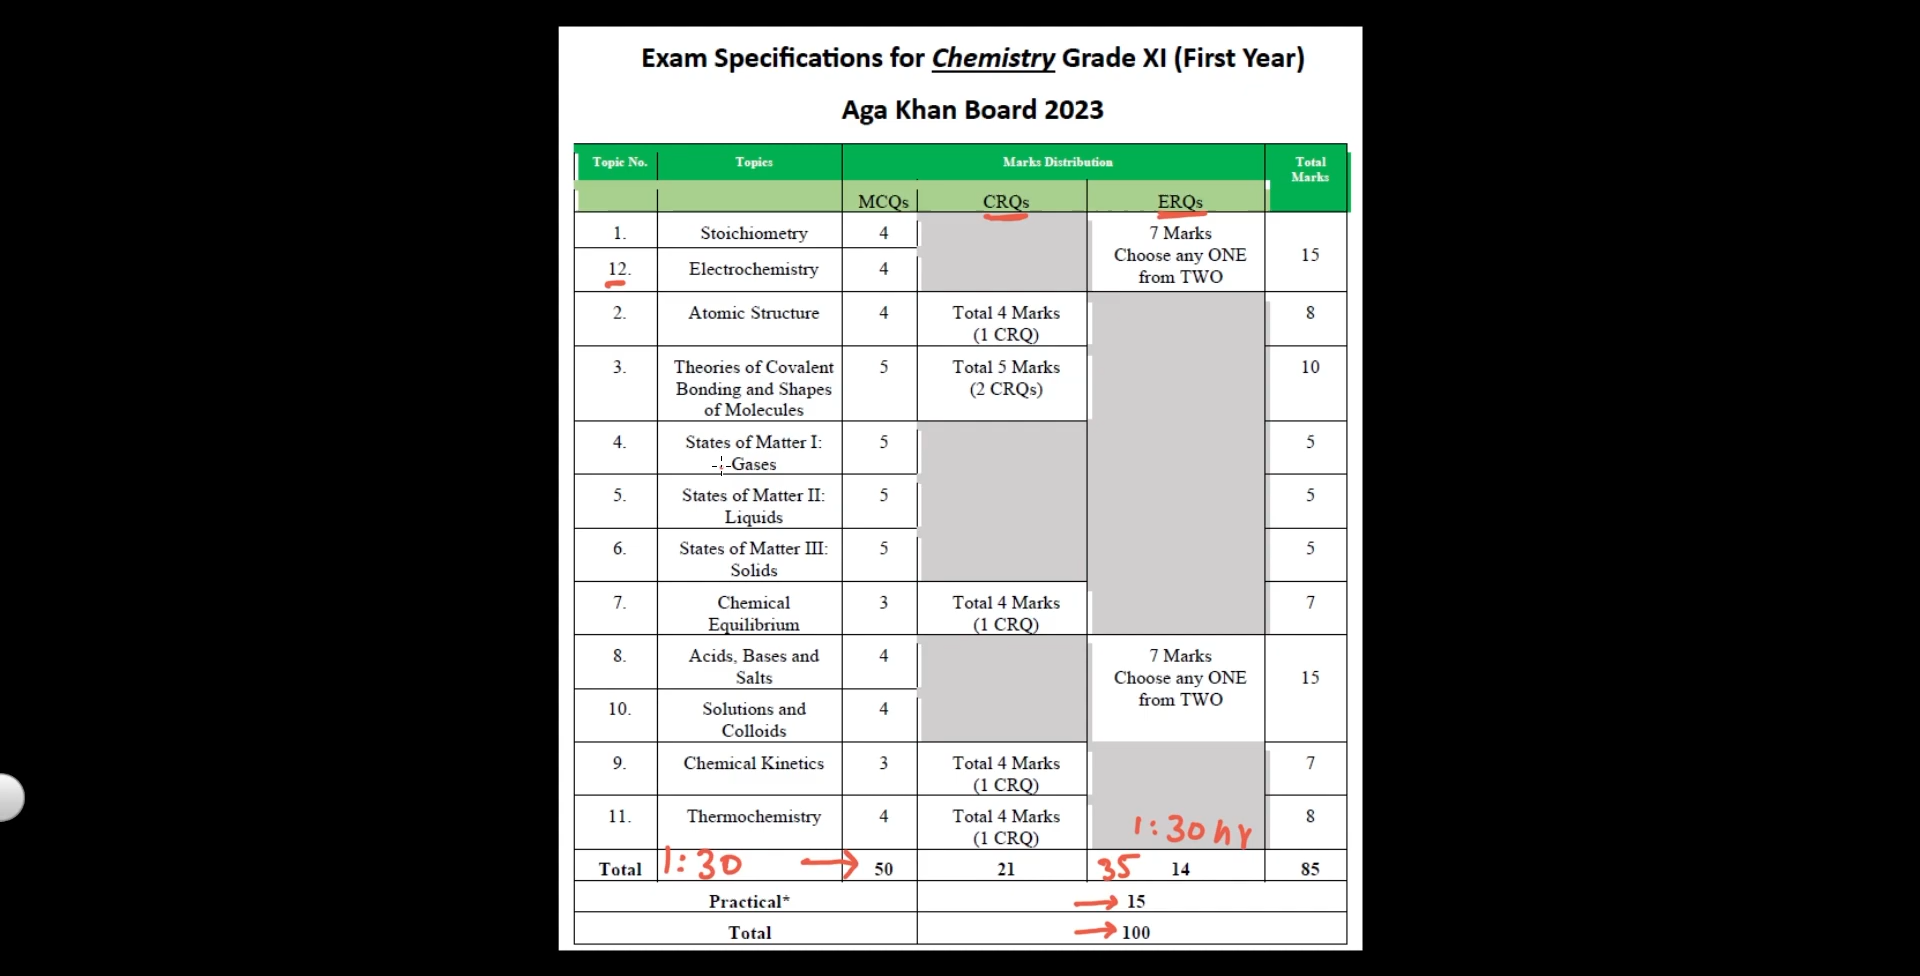 Exam Specifications for Chemistry Grade XI (First Year)
Aga Khan Board 2023
Topic No. Topics Marks Distribution Total Marks
MCQs CRQs ERQs
1. Stoichiometry 4 7 Marks Choose any ONE from TWO 15
12. Electrochemistry 4
2. Atomic Structure 4 Total 4 Marks (1 CRQ) 8
3. Theories of Covalent Bonding and Shapes of Molecules 5 Total 5 Marks (2 CRQs) 10
4. States of Matter I: Gases 5 5
5. States of Matter II: Liquids 5 5
6. States of Matter III: Solids 5 5
7. Chemical Equilibrium 3 Total 4 Marks (1 CRQ) 7
8. Acids, Bases and Salts 4 7 Marks Choose any ONE from TWO 15
10. Solutions and Colloids 4
9. Chemical Kinetics 3 Total 4 Marks (1 CRQ) 7
11. Thermochemistry 4 Total 4 Marks (1 CRQ) 1:30 hr 8
Total 1:30 → 50 21 35 14 85
Practical* → 15
Total → 100